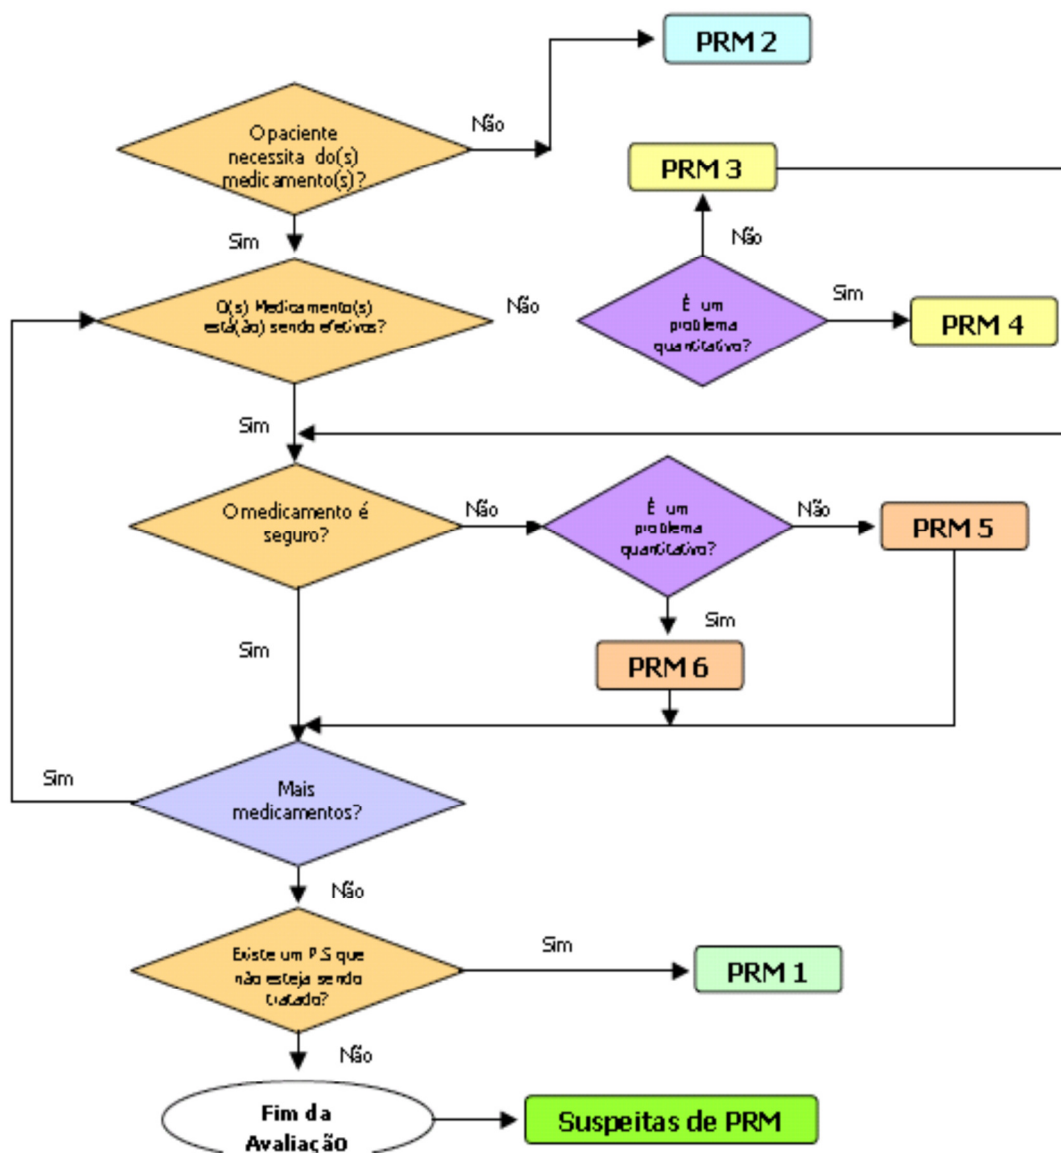 PRM 2
Não
O paciente
necessita do(s)
medicamento(s)?
PRM 3
Sim
Não
O(s) Medicamento(s)
está(ão) sendo efetivos?
Não
É um
problema
quantitativo?
Sim
PRM 4
Sim
O medicamento é
seguro?
Não
É um
problema
quantitativo?
Não
PRM 5
Sim
Sim
PRM 6
Sim
Mais
medicamentos?
Não
Existe um P.S que
não esteja sendo
tratado?
Sim
PRM 1
Não
Fim da
Avaliação
Suspeitas de PRM